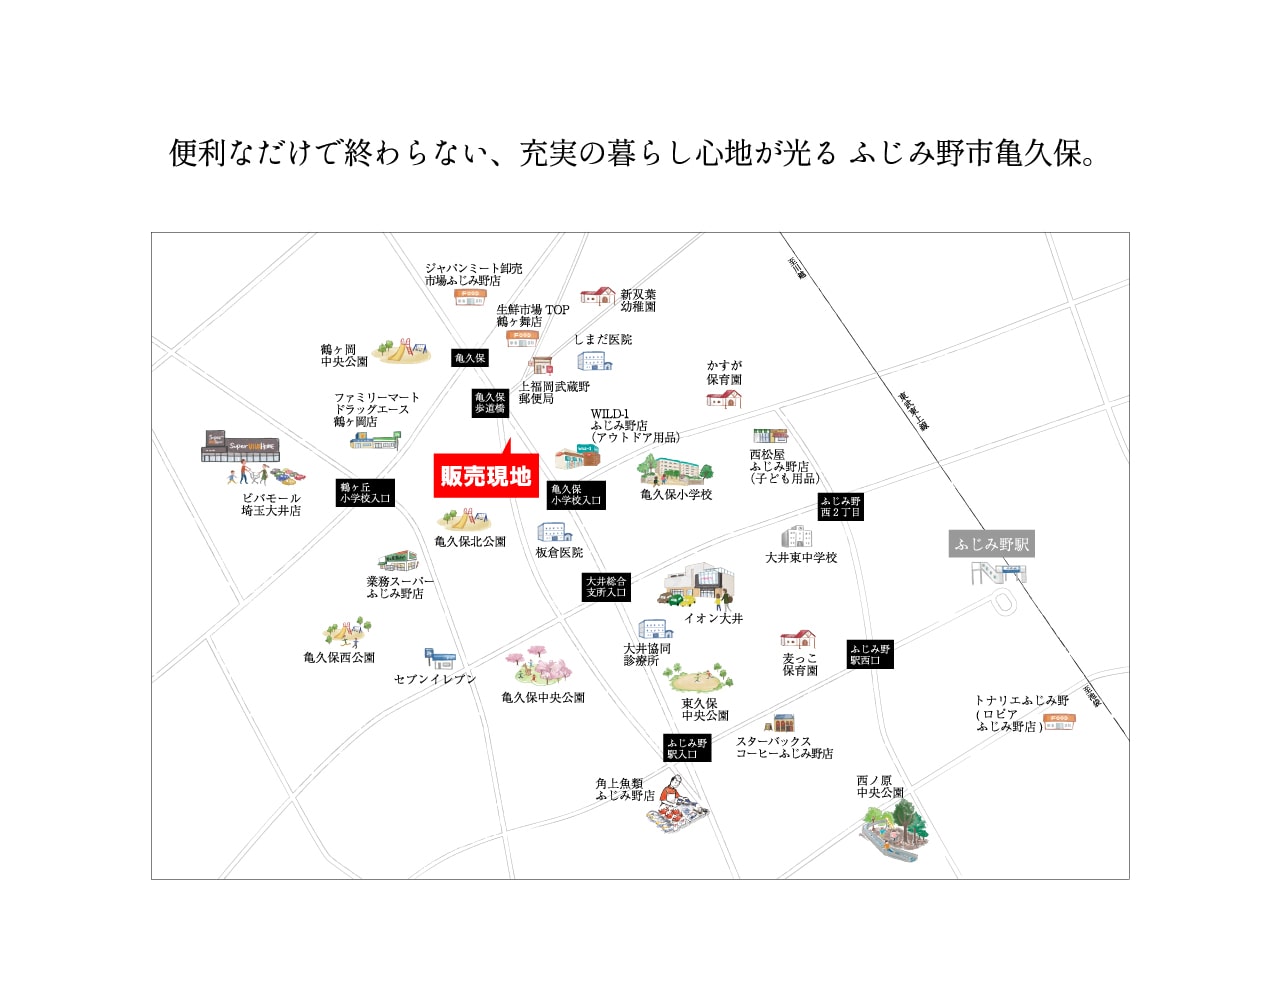 便利なだけで終わらない、充実の暮らし心地が光る ふじみ野市亀久保。
至川越
ジャパンミート卸売
市場ふじみ野店
FOOD
新双葉
幼稚園
生鮮市場 TOP
鶴ヶ舞店
FOOD
しまだ医院
鶴ヶ岡
中央公園
亀久保
かすが
保育園
上福岡武蔵野
郵便局
ファミリーマート
ドラッグエース
鶴ヶ岡店
亀久保
歩道橋
東武東上線
WILD-1
ふじみ野店
(アウトドア用品)
Super
Super VIVA HOME
西松屋
ふじみ野店
(子ども用品)
販売現地
鶴ヶ丘
小学校入口
亀久保
小学校入口
亀久保小学校
ビバモール
埼玉大井店
ふじみ野
西2丁目
亀久保北公園
板倉医院
大井東中学校
ふじみ野駅
業務スーパー
ふじみ野店
大井総合
支所入口
イオン大井
亀久保西公園
大井協同
診療所
麦っこ
保育園
ふじみ野
駅西口
セブンイレブン
亀久保中央公園
東久保
中央公園
至池袋
トナリエふじみ野
(ロピア
ふじみ野店)
FOOD
ふじみ野
駅入口
スターバックス
コーヒーふじみ野店
角上魚類
ふじみ野店
西ノ原
中央公園